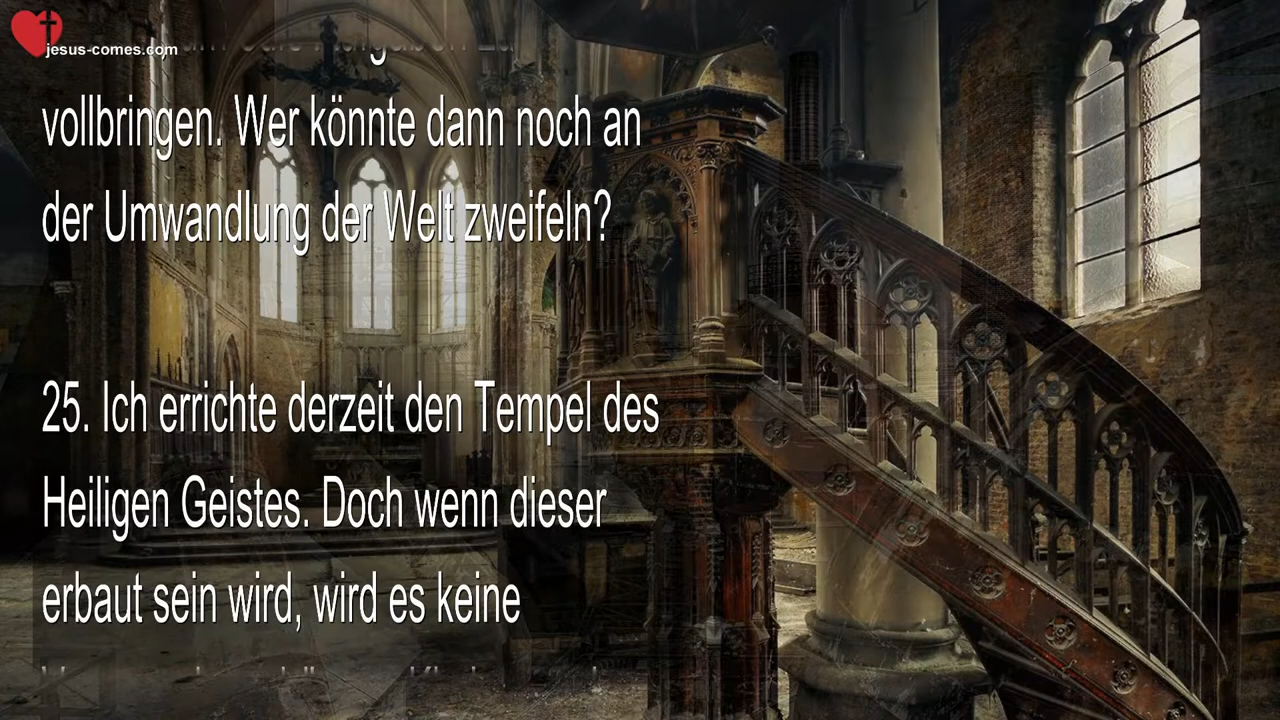 jesus-comes.com
vollbringen. Wer könnte dann noch an
der Umwandlung der Welt zweifeln?
25. Ich errichte derzeit den Tempel des
Heiligen Geistes. Doch wenn dieser
erbaut sein wird, wird es keine